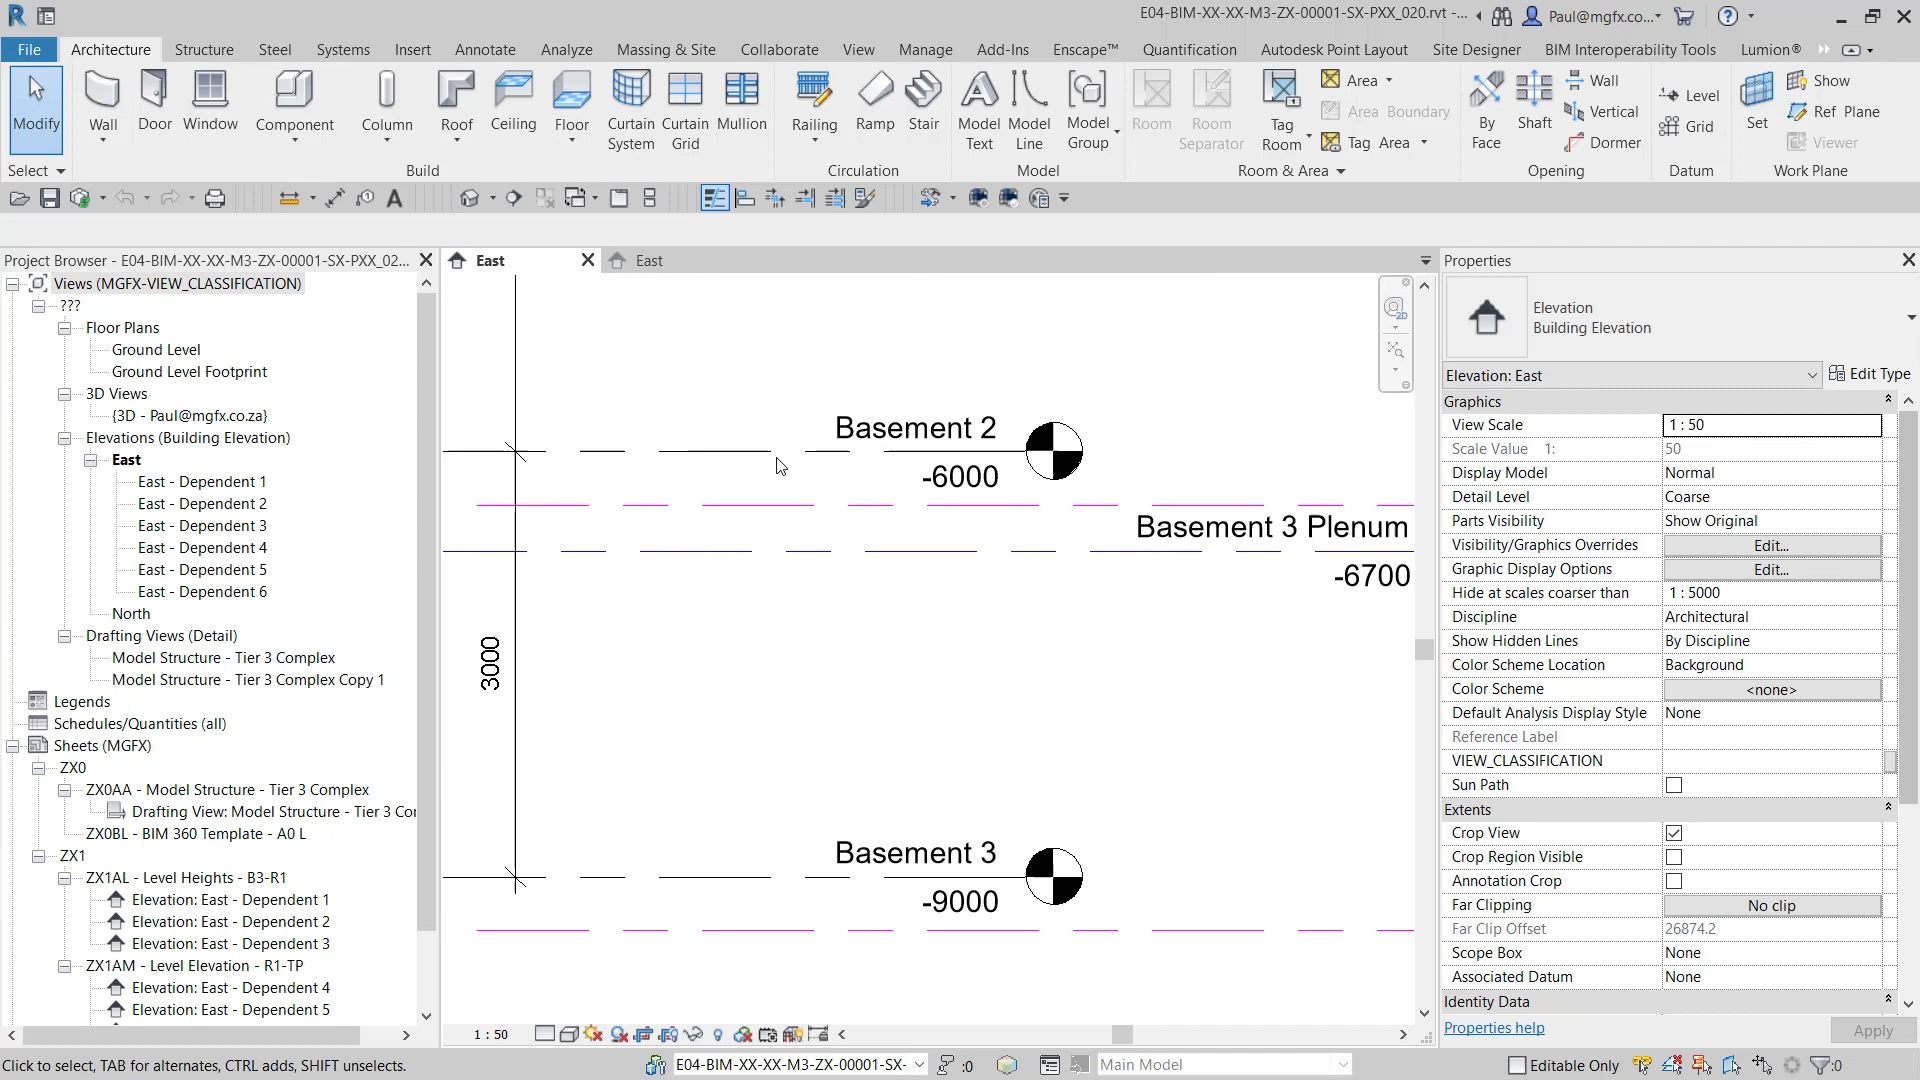 E04-BIM-XX-XX-M3-ZX-00001-SX-PXX_020.rvt -...
Paul@mgfx.co...
File Architecture Structure Steel Systems Insert Annotate Analyze Massing & Site Collaborate View Manage Add-Ins Enscape™ Quantification Autodesk Point Layout Site Designer BIM Interoperability Tools Lumion®
Modify
Wall
Door
Window
Component
Column
Roof
Ceiling
Floor
Curtain System
Curtain Grid
Mullion
Railing
Ramp
Stair
Model Text
Model Line
Model Group
Room
Room Separator
Tag Room
Area
Area Boundary
Tag Area
By Face
Shaft
Wall
Vertical
Dormer
Level
Grid
Set
Show
Ref Plane
Viewer
Select
Build
Circulation
Model
Room & Area
Opening
Datum
Work Plane
Project Browser - E04-BIM-XX-XX-M3-ZX-00001-SX-PXX_02...
Views (MGFX-VIEW_CLASSIFICATION)
???
Floor Plans
Ground Level
Ground Level Footprint
3D Views
{3D - Paul@mgfx.co.za}
Elevations (Building Elevation)
East
East - Dependent 1
East - Dependent 2
East - Dependent 3
East - Dependent 4
East - Dependent 5
East - Dependent 6
North
Drafting Views (Detail)
Model Structure - Tier 3 Complex
Model Structure - Tier 3 Complex Copy 1
Legends
Schedules/Quantities (all)
Sheets (MGFX)
ZX0
ZX0AA - Model Structure - Tier 3 Complex
Drafting View: Model Structure - Tier 3 Cor
ZX0BL - BIM 360 Template - A0 L
ZX1
ZX1AL - Level Heights - B3-R1
Elevation: East - Dependent 1
Elevation: East - Dependent 2
Elevation: East - Dependent 3
ZX1AM - Level Elevation - R1-TP
Elevation: East - Dependent 4
Elevation: East - Dependent 5
East
East
Basement 2
-6000
Basement 3 Plenum
-6700
3000
Basement 3
-9000
1 : 50
Properties
Elevation
Building Elevation
Elevation: East
Edit Type
Graphics
View Scale 1 : 50
Scale Value 1: 50
Display Model Normal
Detail Level Coarse
Parts Visibility Show Original
Visibility/Graphics Overrides Edit...
Graphic Display Options Edit...
Hide at scales coarser than 1 : 5000
Discipline Architectural
Show Hidden Lines By Discipline
Color Scheme Location Background
Color Scheme <none>
Default Analysis Display Style None
Reference Label
VIEW_CLASSIFICATION
Sun Path
Extents
Crop View
Crop Region Visible
Annotation Crop
Far Clipping No clip
Far Clip Offset 26874.2
Scope Box None
Associated Datum None
Identity Data
Properties help
Apply
Click to select, TAB for alternates, CTRL adds, SHIFT unselects.
E04-BIM-XX-XX-M3-ZX-00001-SX-
:0
Main Model
Editable Only
:0